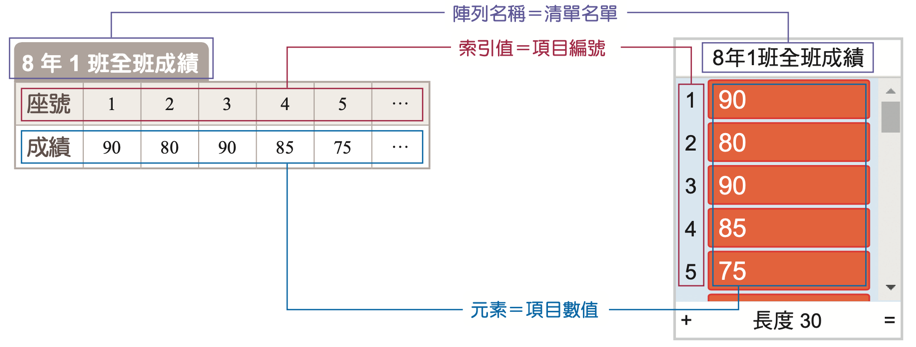 陣列名稱＝清單名單
8 年 1 班全班成績
索引值＝項目編號
座號 1 2 3 4 5 …
成績 90 80 90 85 75 …
元素＝項目數值
8年1班全班成績
1 90
2 80
3 90
4 85
5 75
+ 長度 30 =